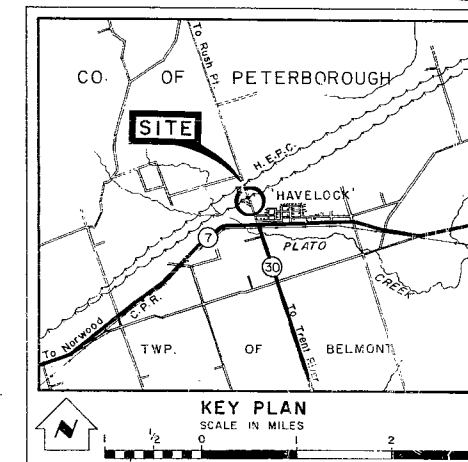 To Rush Pt.
CO. OF PETERBOROUGH
SITE
H.E.P.C.
'HAVELOCK'
7
PLATO
30
CREEK
C.P.R.
To Norwood
To Trent River
TWP. OF BELMONT
KEY PLAN
SCALE IN MILES
N
1 1/2 0 1 2